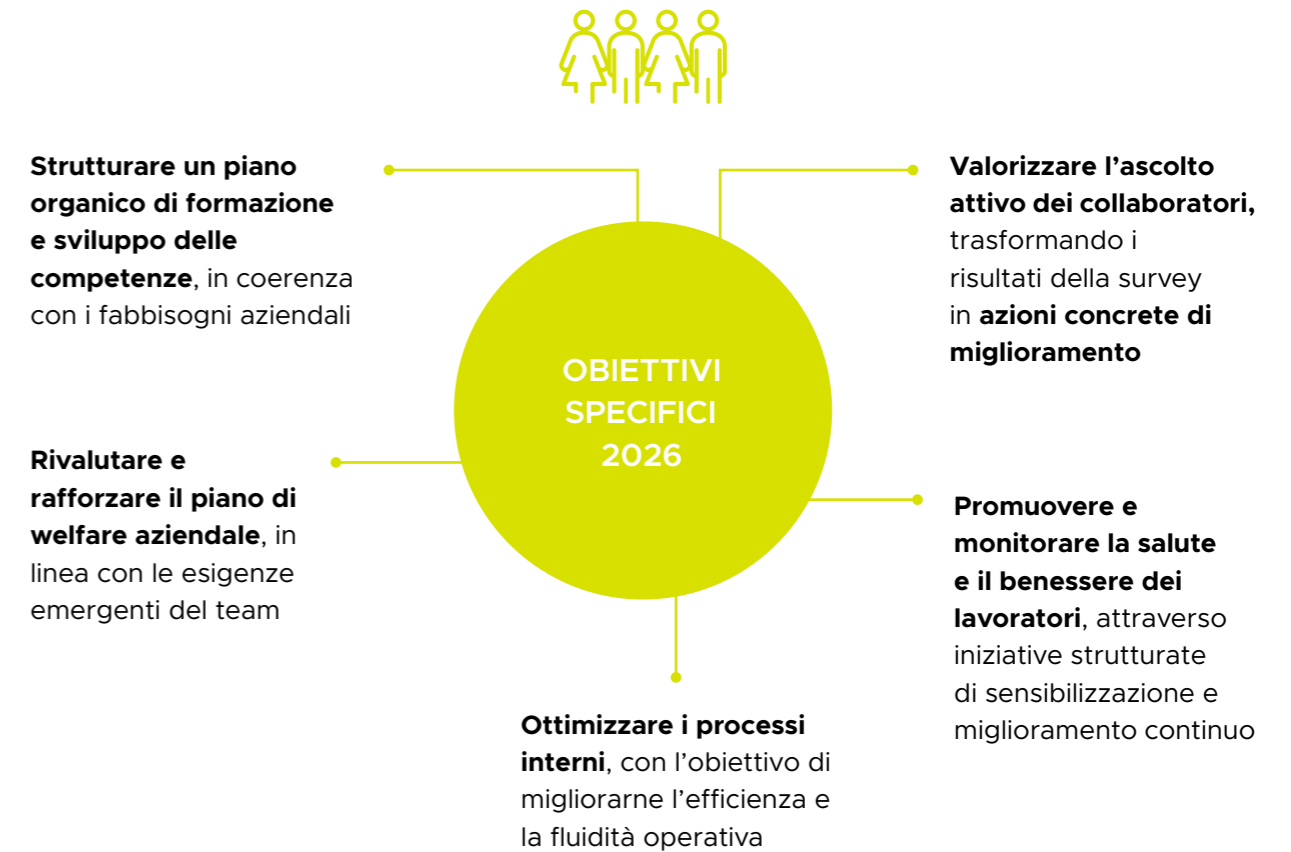 Strutturare un piano
organico di formazione
e sviluppo delle
competenze, in coerenza
con i fabbisogni aziendali
Valorizzare l’ascolto
attivo dei collaboratori,
trasformando i
risultati della survey
in azioni concrete di
miglioramento
OBIETTIVI
SPECIFICI
2026
Rivalutare e
rafforzare il piano di
welfare aziendale, in
linea con le esigenze
emergenti del team
Promuovere e
monitorare la salute
e il benessere dei
lavoratori, attraverso
iniziative strutturate
di sensibilizzazione e
miglioramento continuo
Ottimizzare i processi
interni, con l’obiettivo di
migliorarne l’efficienza e
la fluidità operativa